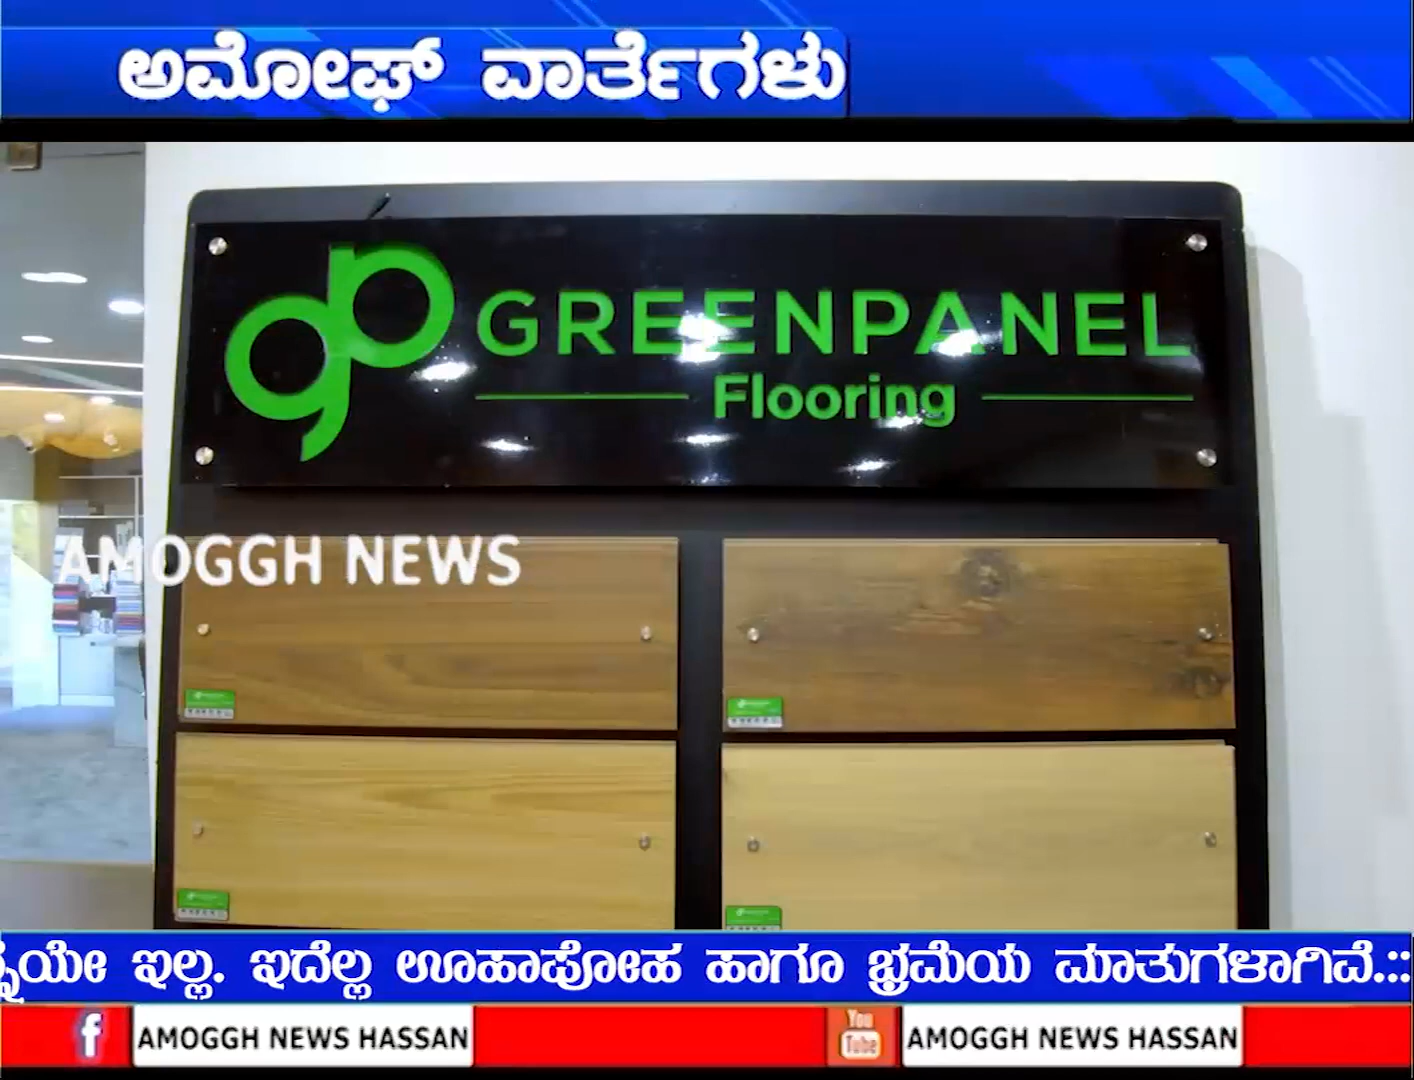 ಅಮೋಘ್ ವಾರ್ತೆಗಳು
GREENPANEL
Flooring
AMOGGH NEWS
ಇಲ್ಲ. ಇದೆಲ್ಲ ಊಹಾಪೋಹ ಹಾಗೂ ಭ್ರಮೆಯ ಮಾತುಗಳಾಗಿವೆ.::
AMOGGH NEWS HASSAN
You Tube
AMOGGH NEWS HASSAN